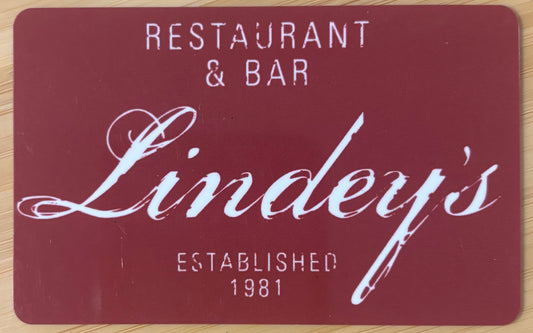 RESTAURANT
& BAR
Lindey's
ESTABLISHED
1981